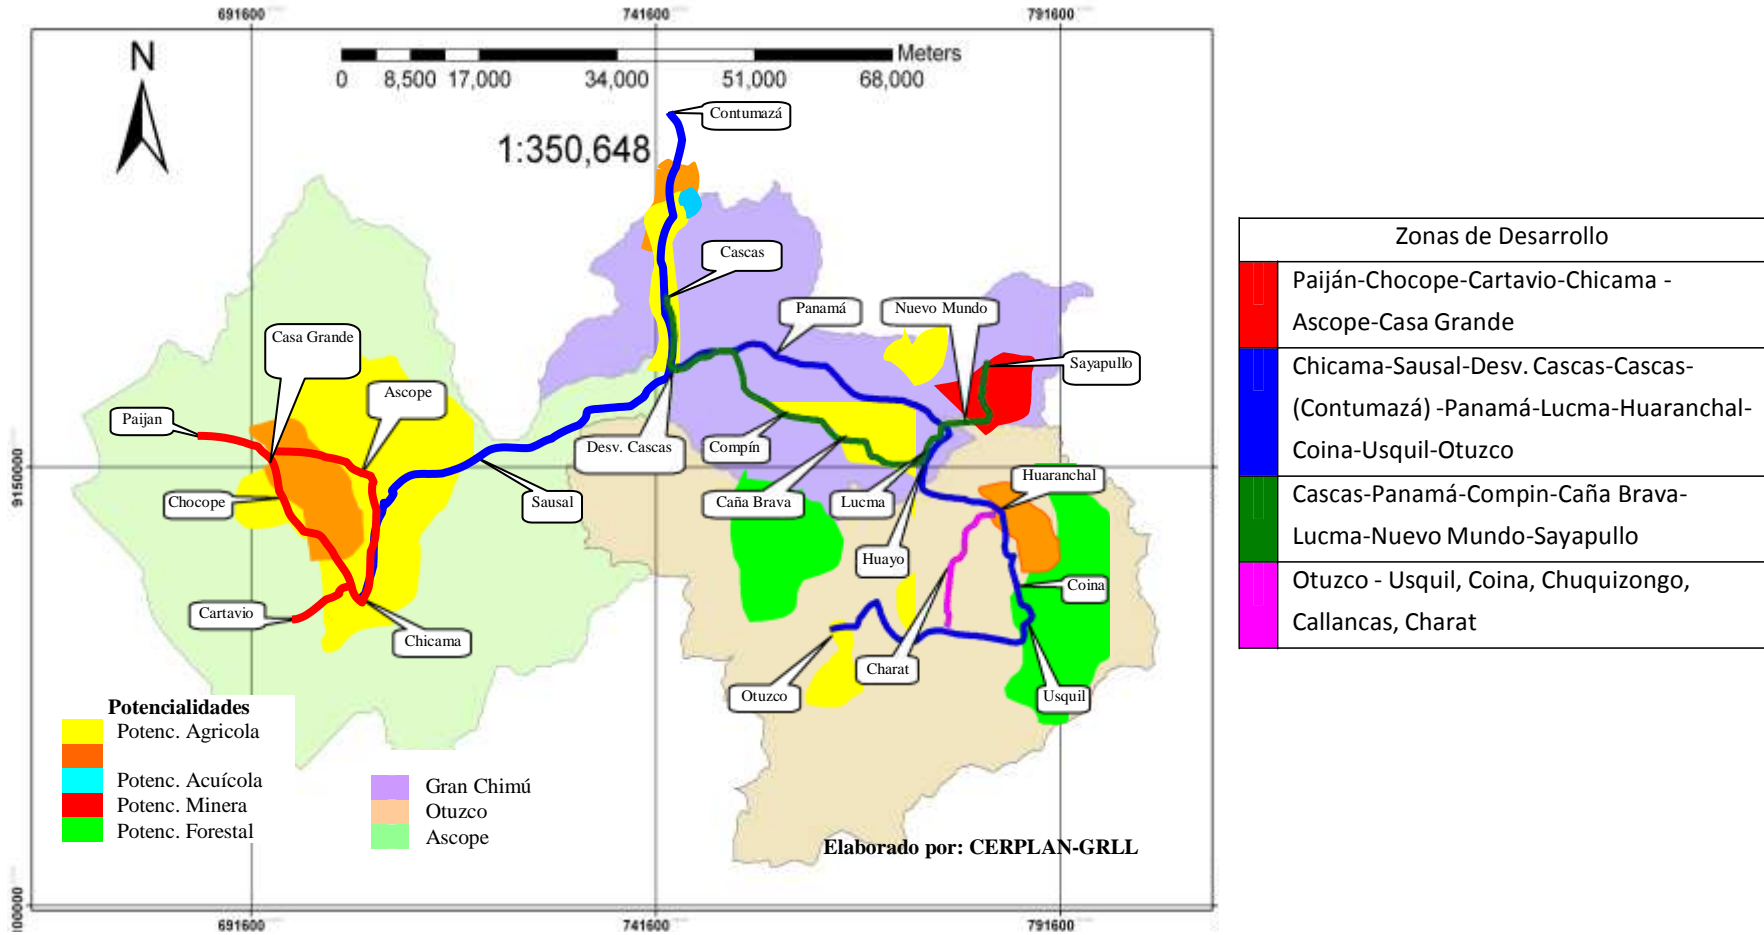 691600
741600
791600
N
Meters
0
8,500
17,000
34,000
51,000
68,000
1:350,648
Contumazá
Cascas
Panamá
Nuevo Mundo
Sayapullo
Casa Grande
Ascope
Paijan
Desv. Cascas
Compín
9150000
Chocope
Sausal
Caña Brava
Lucma
Huaranchal
Huayo
Cartavio
Chicama
Coina
Charat
Otuzco
Usquil
Potencialidades
Potenc. Agricola
Potenc. Acuícola
Potenc. Minera
Potenc. Forestal
Gran Chimú
Otuzco
Ascope
Elaborado por: CERPLAN-GRLL
691600
741600
791600
Zonas de Desarrollo
Paiján-Chocope-Cartavio-Chicama -
Ascope-Casa Grande
Chicama-Sausal-Desv. Cascas-Cascas-
(Contumazá) -Panamá-Lucma-Huaranchal-
Coina-Usquil-Otuzco
Cascas-Panamá-Compin-Caña Brava-
Lucma-Nuevo Mundo-Sayapullo
Otuzco - Usquil, Coina, Chuquizongo,
Callancas, Charat